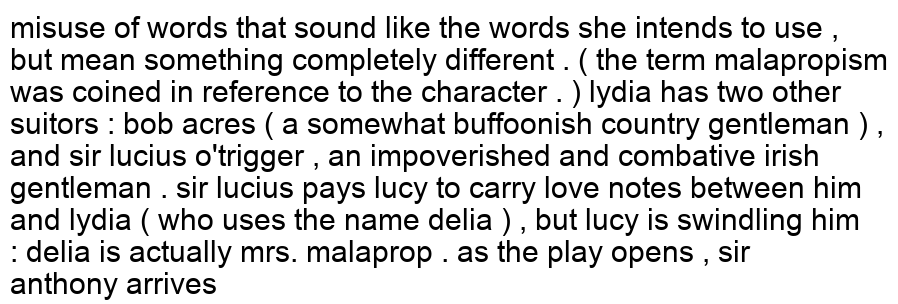 misuse of words that sound like the words she intends to use ,
but mean something completely different . ( the term malapropism
was coined in reference to the character . ) lydia has two other
suitors : bob acres ( a somewhat buffoonish country gentleman ) ,
and sir lucius o'trigger , an impoverished and combative irish
gentleman . sir lucius pays lucy to carry love notes between him
and lydia ( who uses the name delia ) , but lucy is swindling him
: delia is actually mrs. malaprop . as the play opens , sir
anthony arrives